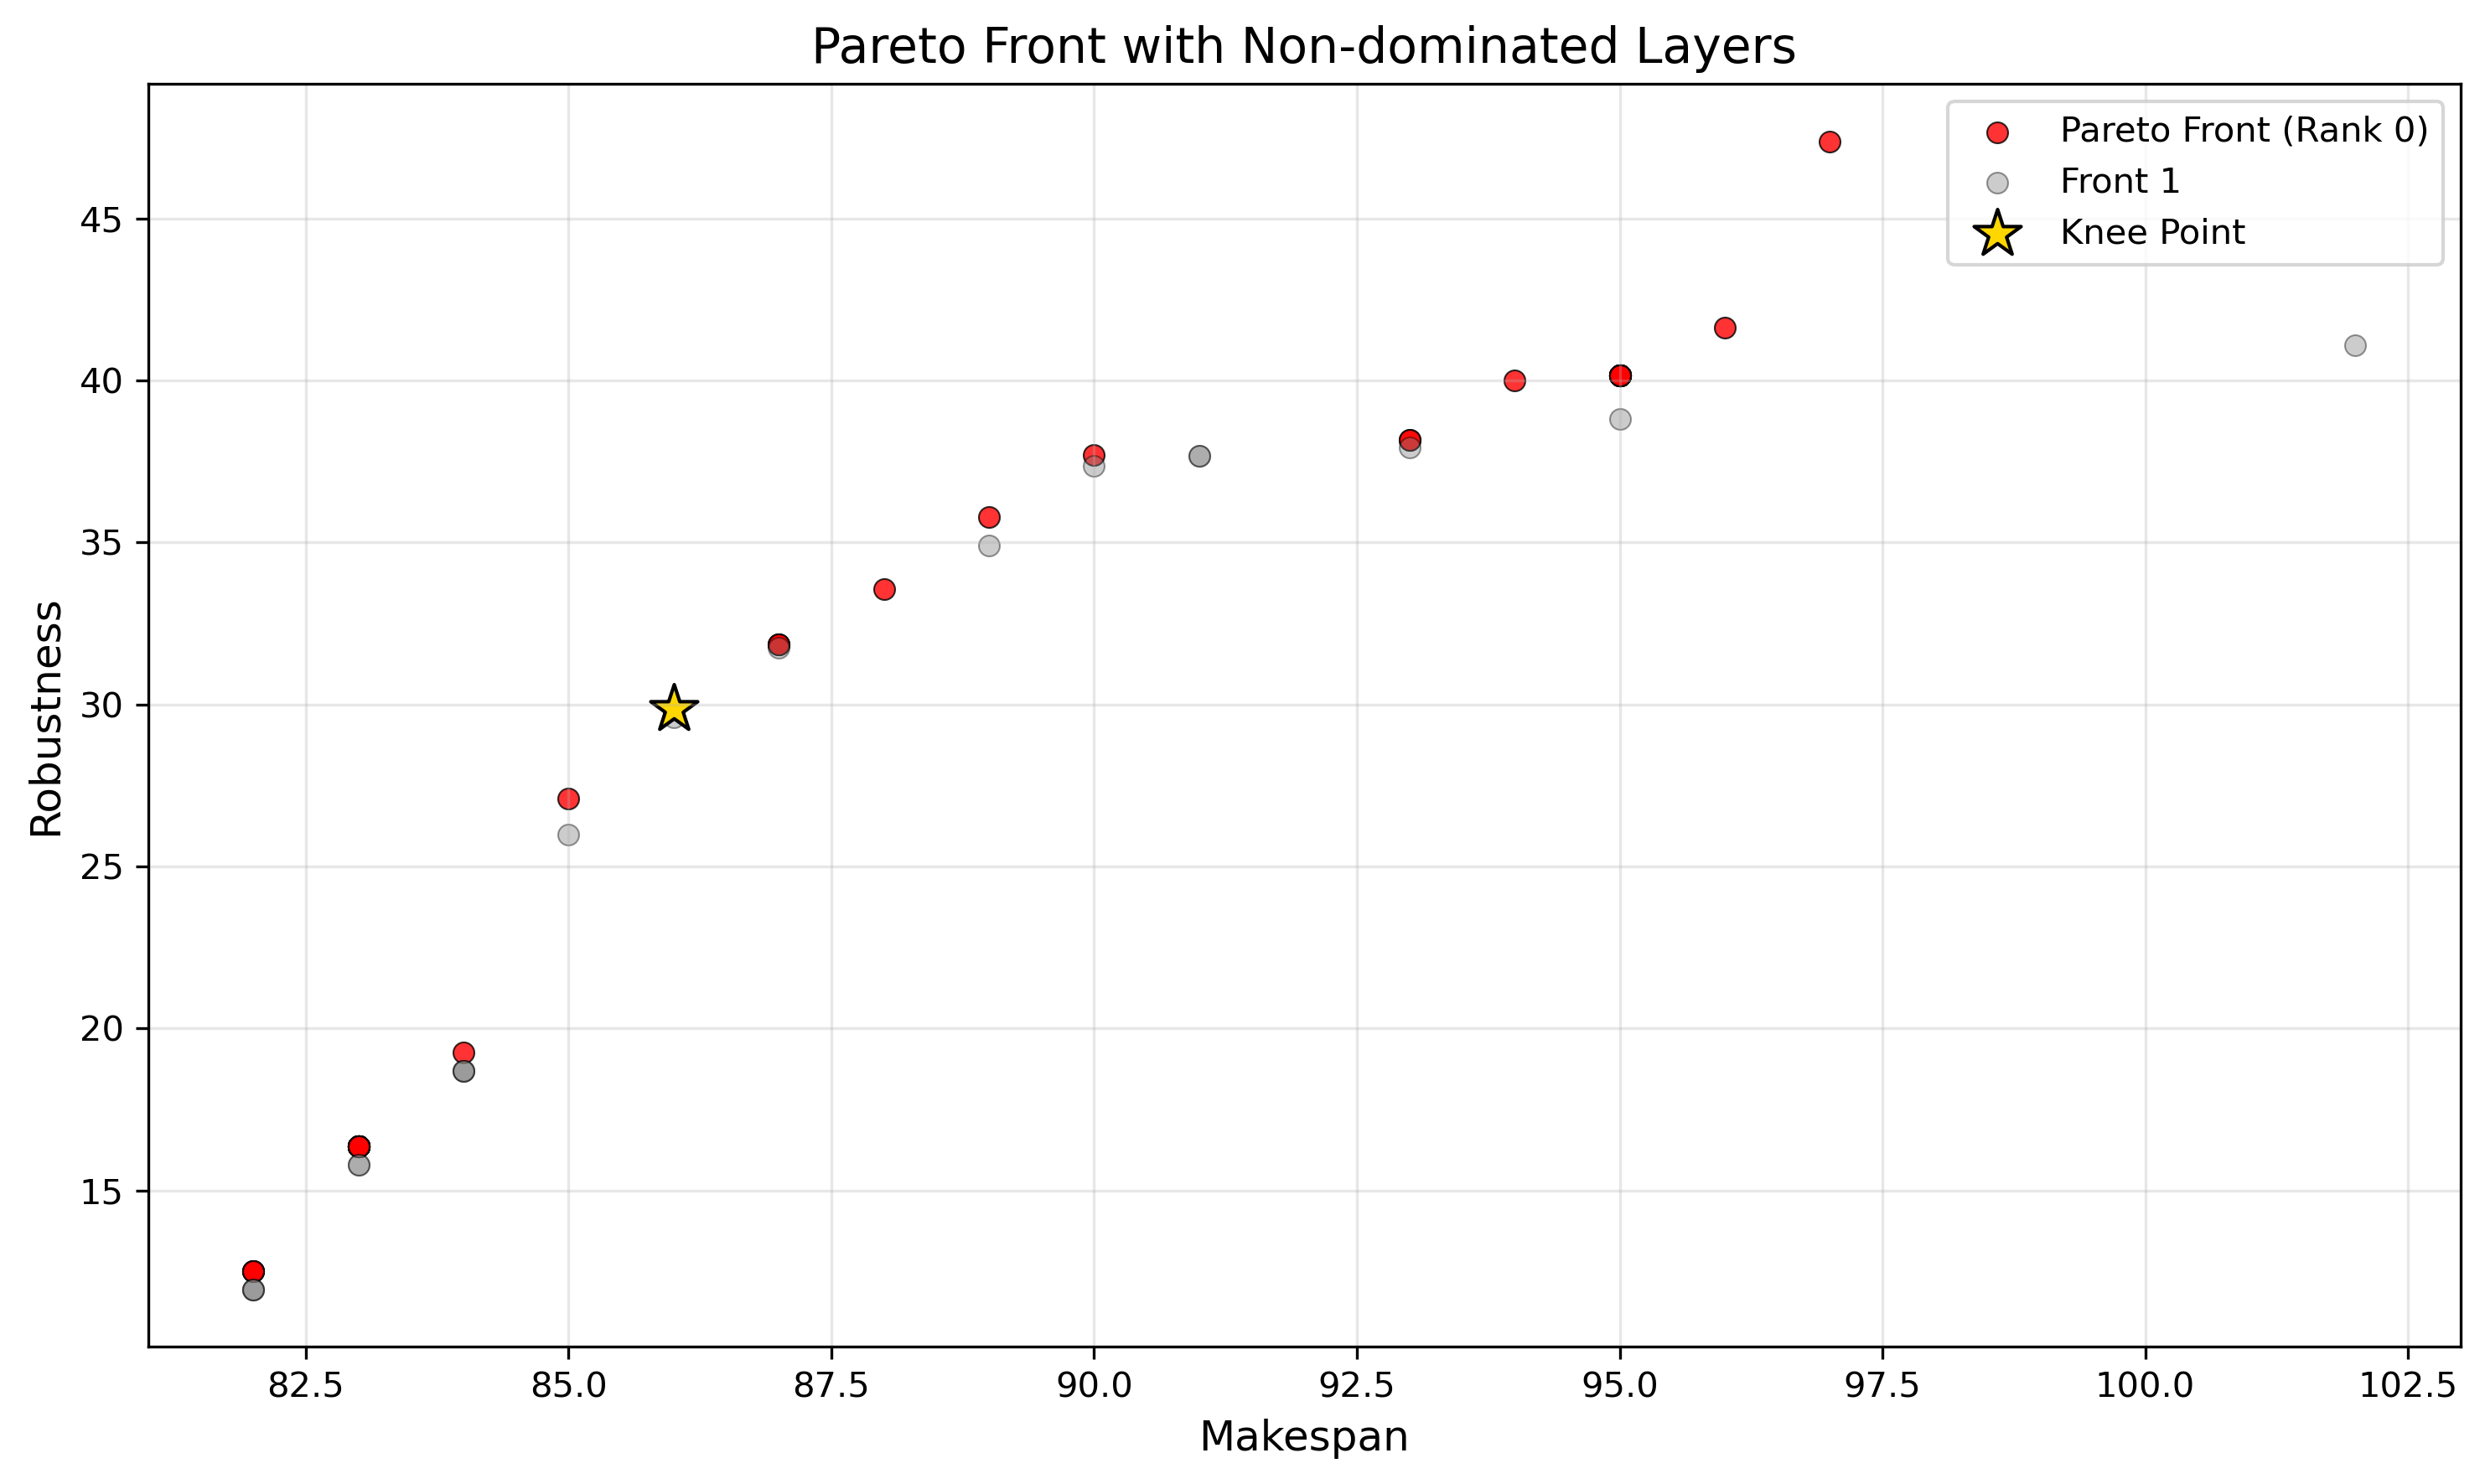 Pareto Front with Non-dominated Layers
Pareto Front (Rank 0)
Front 1
Knee Point
Robustness
45
40
35
30
25
20
15
82.5 85.0 87.5 90.0 92.5 95.0 97.5 100.0 102.5
Makespan